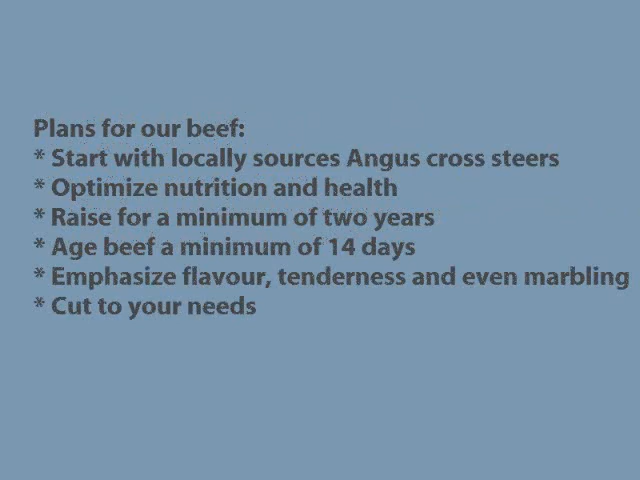 Plans for our beef:
* Start with locally sources Angus cross steers
* Optimize nutrition and health
* Raise for a minimum of two years
* Age beef a minimum of 14 days
* Emphasize flavour, tenderness and even marbling
* Cut to your needs